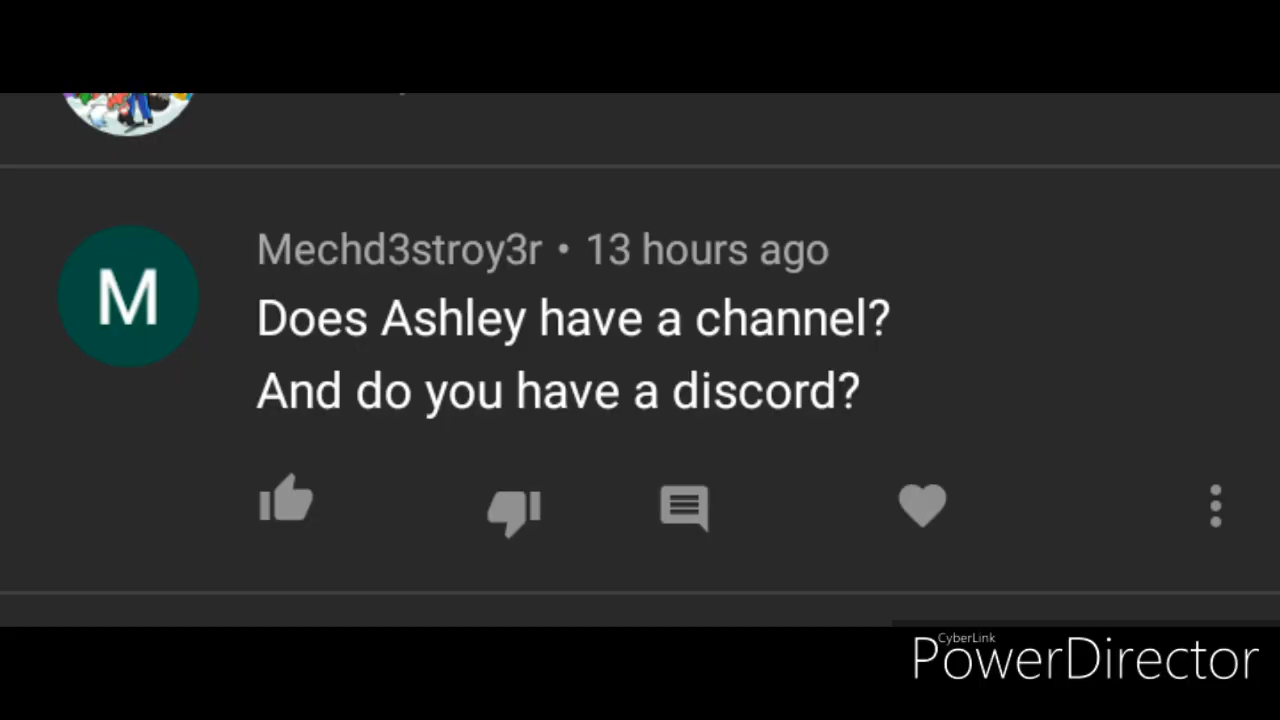 Mechd3stroy3r • 13 hours ago
Does Ashley have a channel?
And do you have a discord?
M
CyberLink
PowerDirector